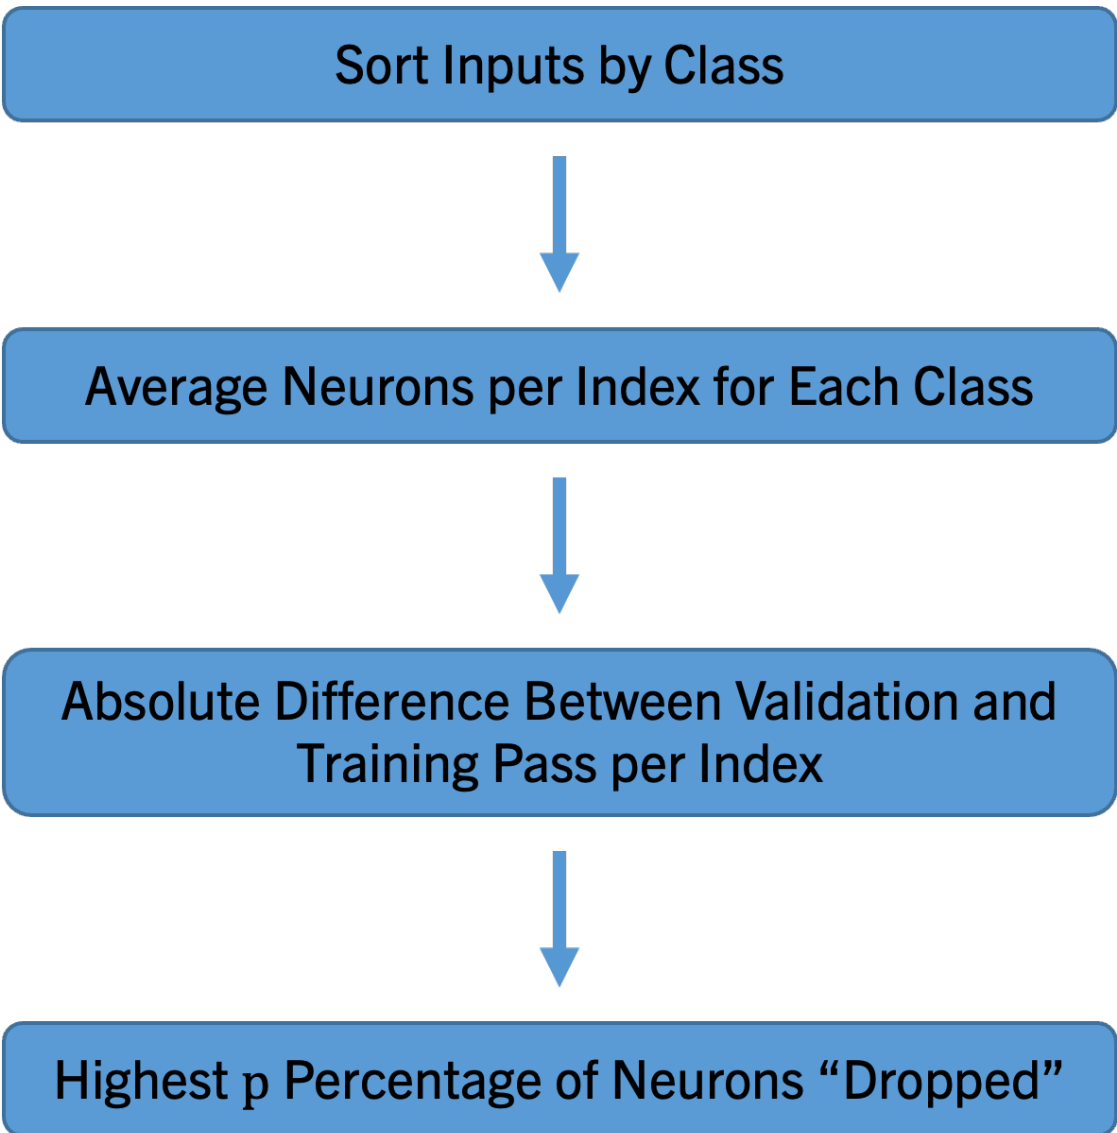 Sort Inputs by Class
Average Neurons per Index for Each Class
Absolute Difference Between Validation and
Training Pass per Index
Highest p Percentage of Neurons “Dropped”